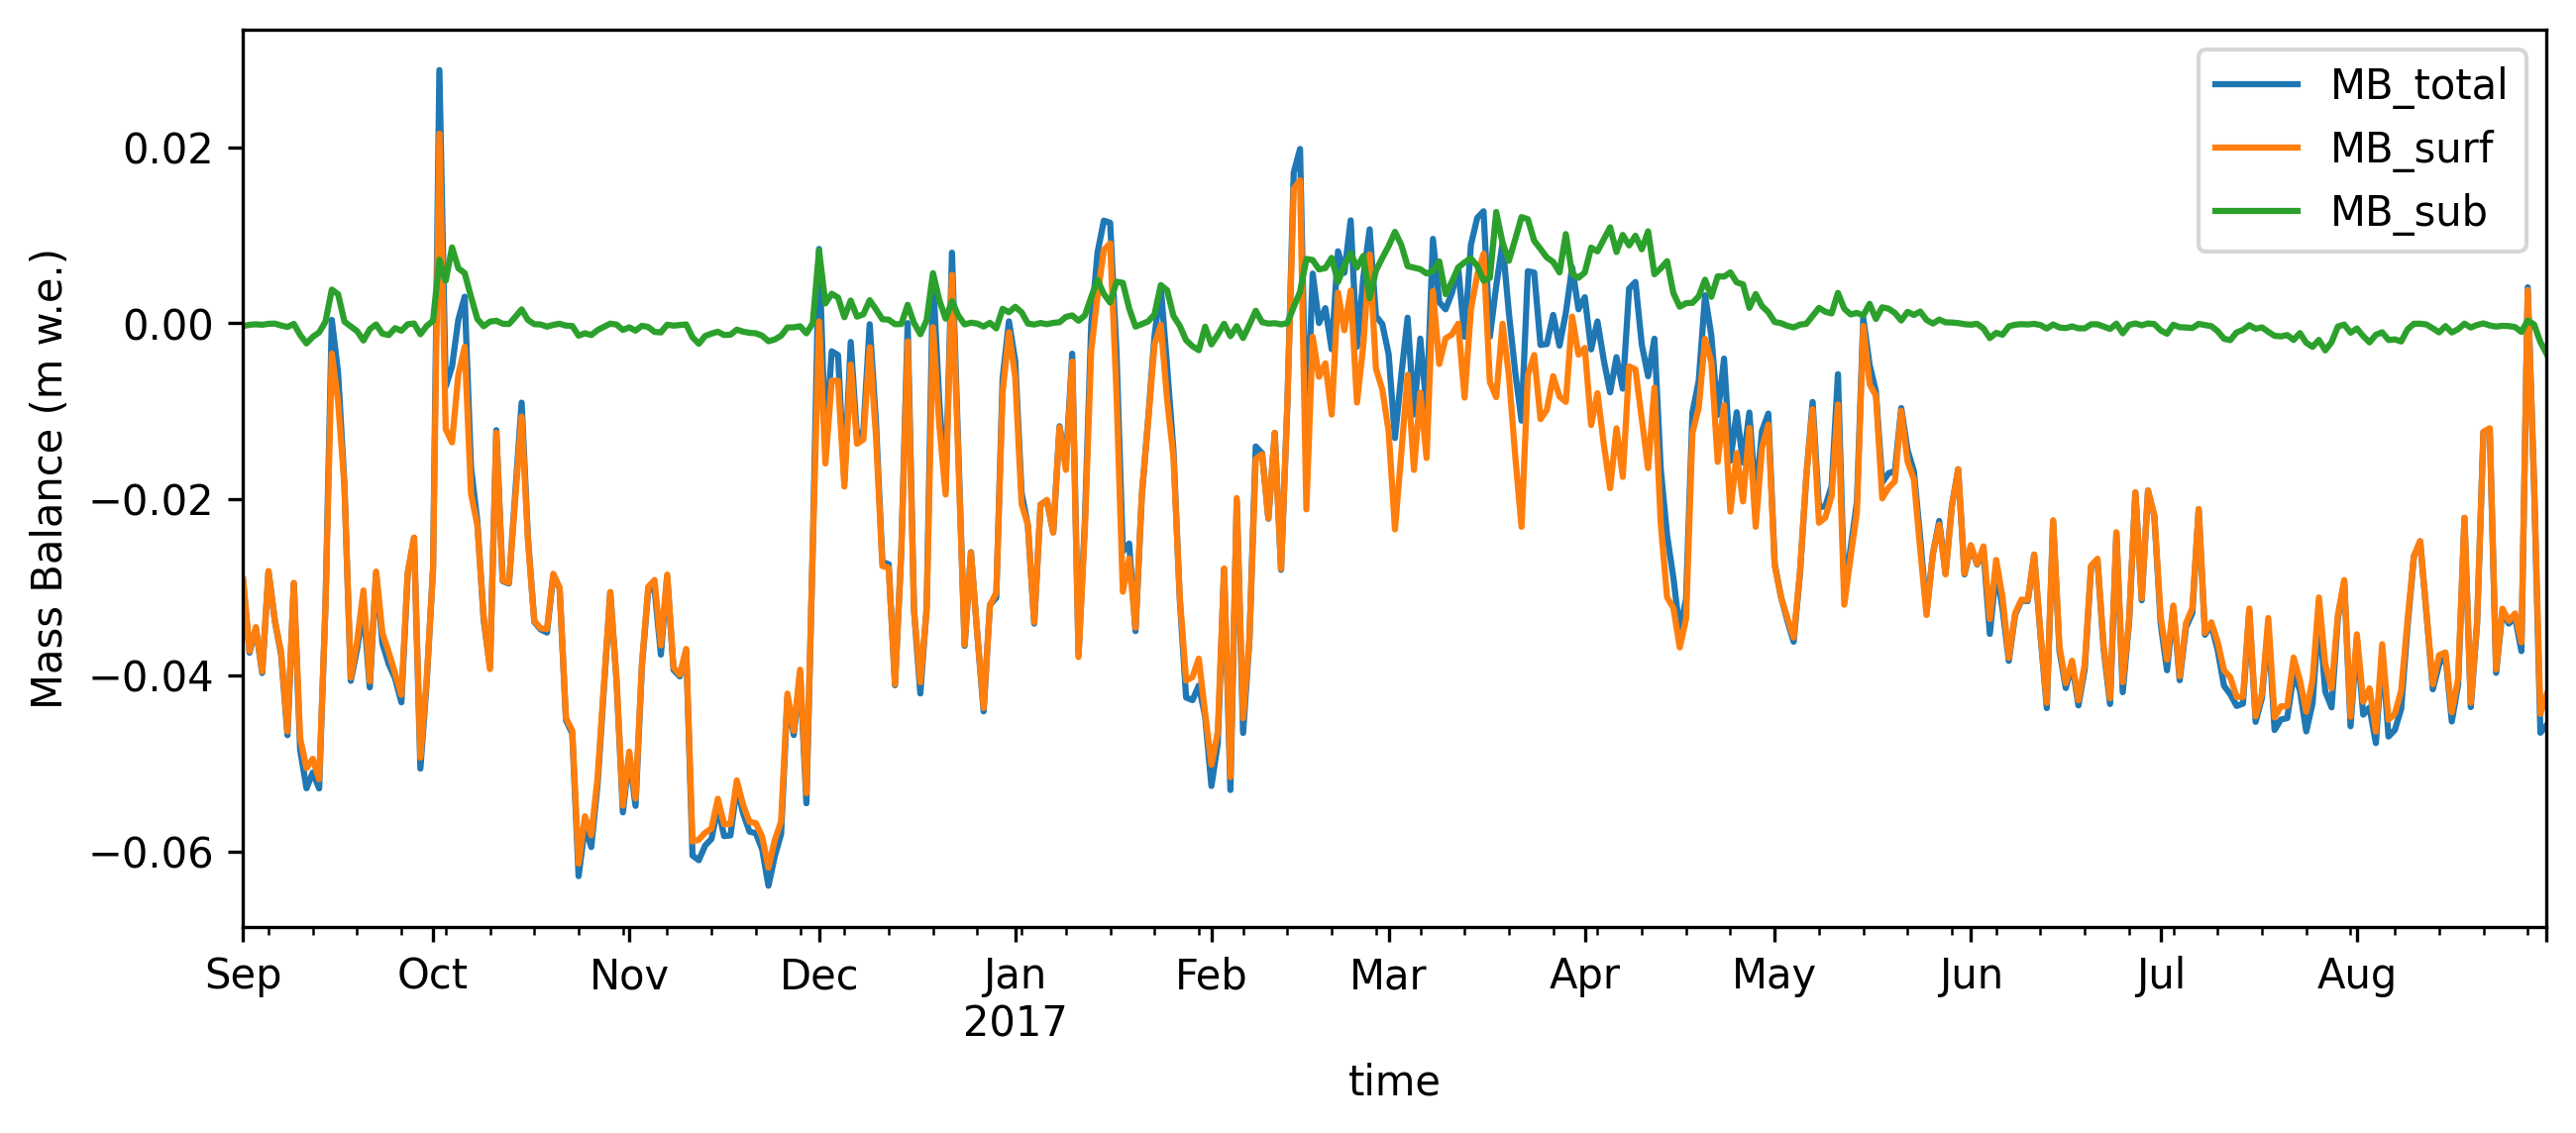 Mass Balance (m w.e.)
0.02
0.00
−0.02
−0.04
−0.06
MB_total
MB_surf
MB_sub
Sep Oct Nov Dec Jan Feb Mar Apr May Jun Jul Aug
2017
time